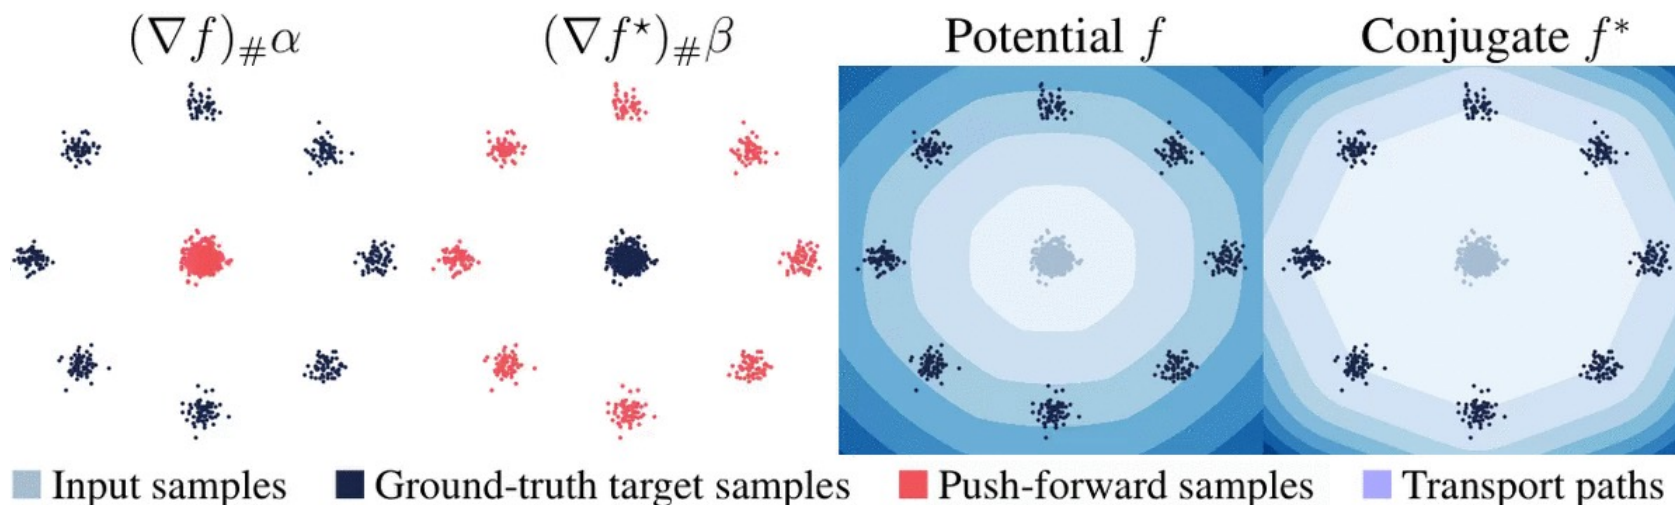 (∇f)#α (∇f⋆)#β Potential f Conjugate f*
Input samples Ground-truth target samples Push-forward samples Transport paths